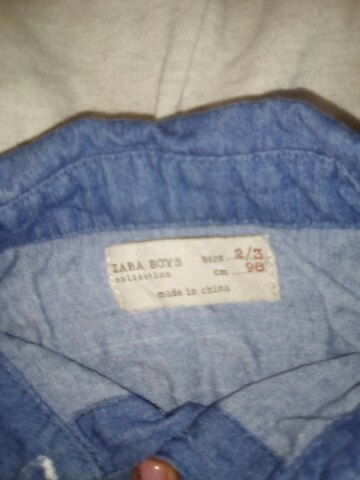 ZARA BOYS size 2/3
collection cm 98
made in china